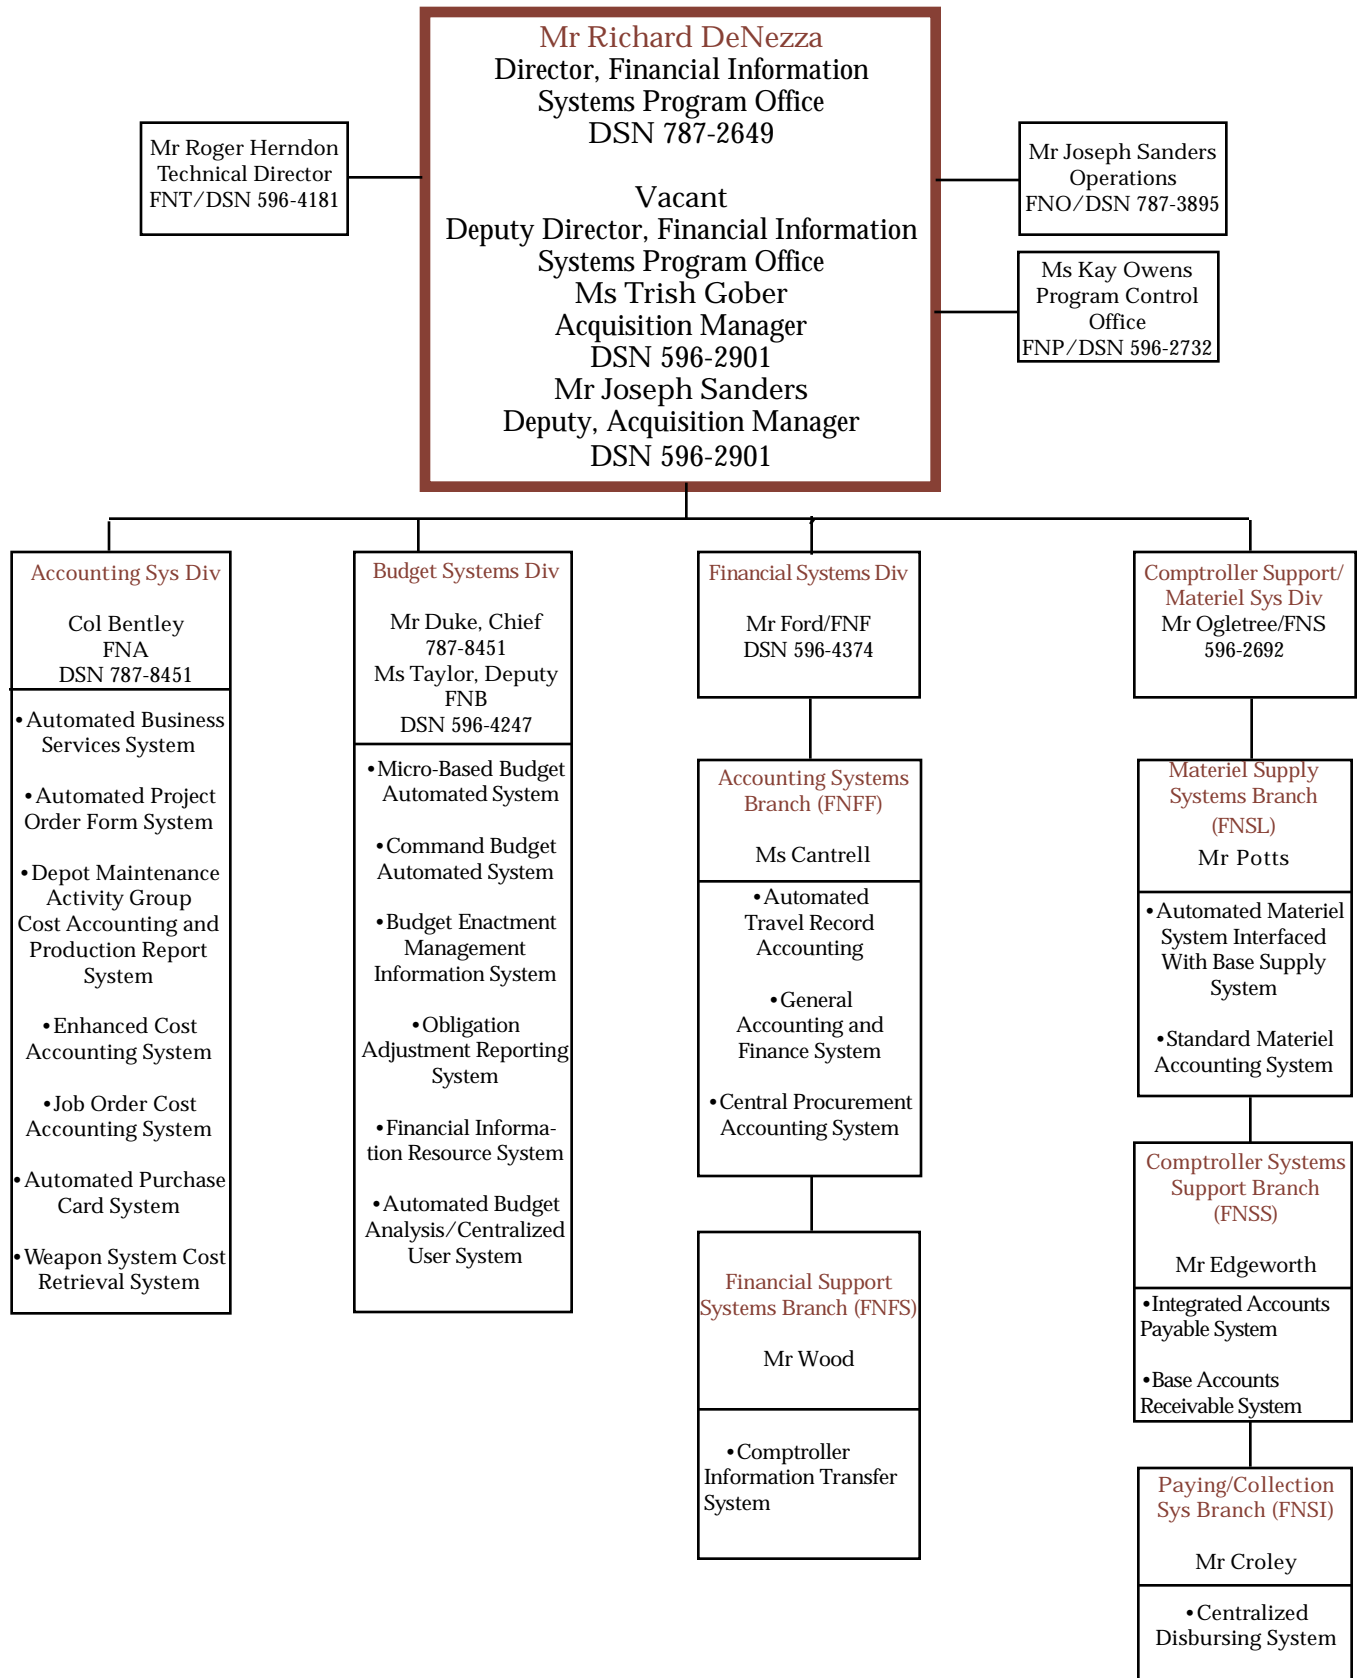 Mr Richard DeNezza
Director, Financial Information
Systems Program Office
DSN 787-2649
Vacant
Deputy Director, Financial Information
Systems Program Office
Ms Trish Gober
Acquisition Manager
DSN 596-2901
Mr Joseph Sanders
Deputy, Acquisition Manager
DSN 596-2901
Mr Roger Herndon
Technical Director
FNT/DSN 596-4181
Mr Joseph Sanders
Operations
FNO/DSN 787-3895
Ms Kay Owens
Program Control
Office
FNP/DSN 596-2732
Accounting Sys Div
Col Bentley
FNA
DSN 787-8451
•Automated Business
Services System
•Automated Project
Order Form System
•Depot Maintenance
Activity Group
Cost Accounting and
Production Report
System
•Enhanced Cost
Accounting System
•Job Order Cost
Accounting System
•Automated Purchase
Card System
•Weapon System Cost
Retrieval System
Budget Systems Div
Mr Duke, Chief
787-8451
Ms Taylor, Deputy
FNB
DSN 596-4247
•Micro-Based Budget
Automated System
•Command Budget
Automated System
•Budget Enactment
Management
Information System
•Obligation
Adjustment Reporting
System
•Financial Informa-
tion Resource System
•Automated Budget
Analysis/Centralized
User System
Financial Systems Div
Mr Ford/FNF
DSN 596-4374
Accounting Systems
Branch (FNFF)
Ms Cantrell
•Automated
Travel Record
Accounting
•General
Accounting and
Finance System
•Central Procurement
Accounting System
Financial Support
Systems Branch (FNFS)
Mr Wood
•Comptroller
Information Transfer
System
Comptroller Support/
Materiel Sys Div
Mr Ogletree/FNS
596-2692
Materiel Supply
Systems Branch
(FNSL)
Mr Potts
•Automated Materiel
System Interfaced
With Base Supply
System
•Standard Materiel
Accounting System
Comptroller Systems
Support Branch
(FNSS)
Mr Edgeworth
•Integrated Accounts
Payable System
•Base Accounts
Receivable System
Paying/Collection
Sys Branch (FNSI)
Mr Croley
•Centralized
Disbursing System